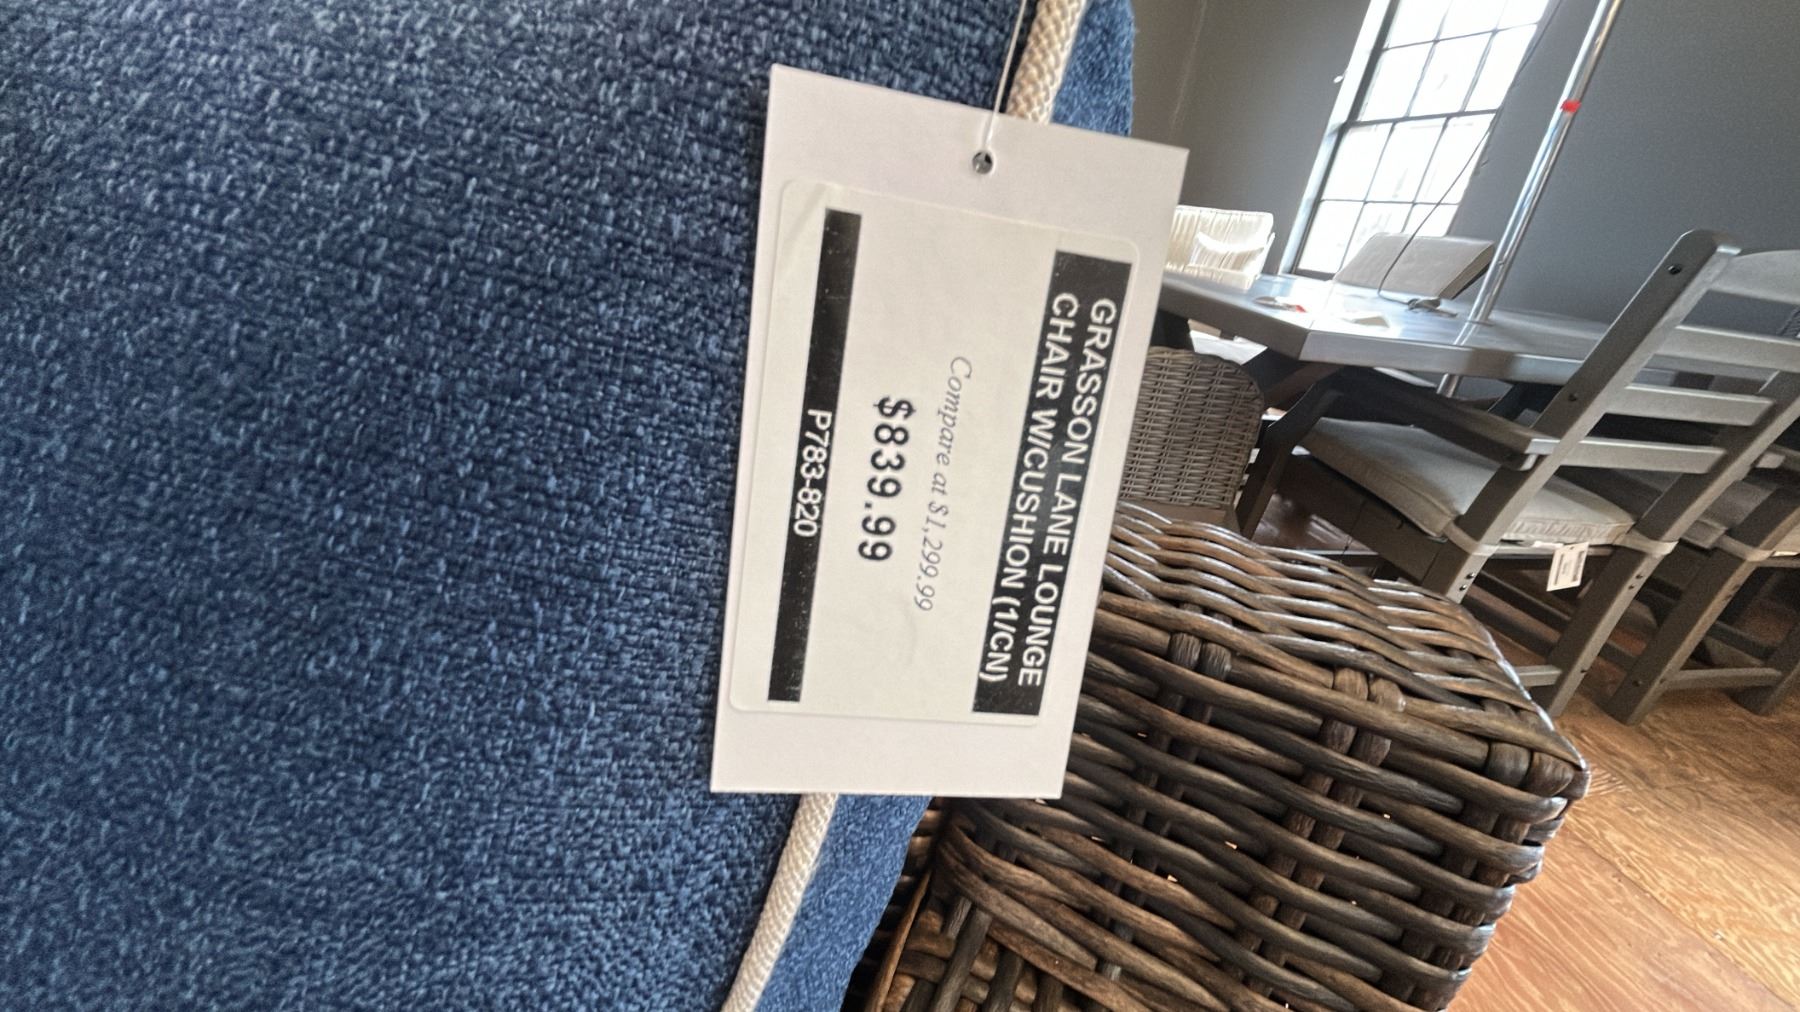 GRASSON LANE LOUNGE
CHAIR W/CUSHION (1/CN)
Compare at $1,299.99
$839.99
P783-820